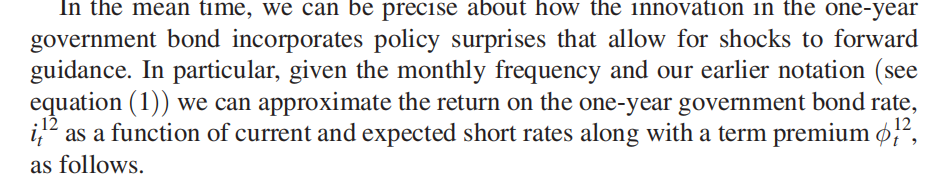 In the mean time, we can be precise about how the innovation in the one-year
government bond incorporates policy surprises that allow for shocks to forward
guidance. In particular, given the monthly frequency and our earlier notation (see
equation (1)) we can approximate the return on the one-year government bond rate,
i_t^{12} as a function of current and expected short rates along with a term premium ϕ_t^{12},
as follows.